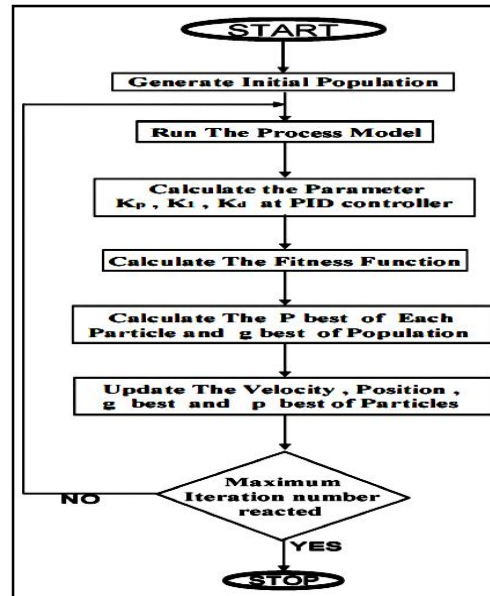 START
Generate Initial Population
Run The Process Model
Calculate the Parameter
Kp , K1 , Kd at PID controller
Calculate The Fitness Function
Calculate The P best of Each
Particle and g best of Population
Update The Velocity , Position ,
g best and p best of Particles
Maximum
Iteration number
reacted
NO
YES
STOP